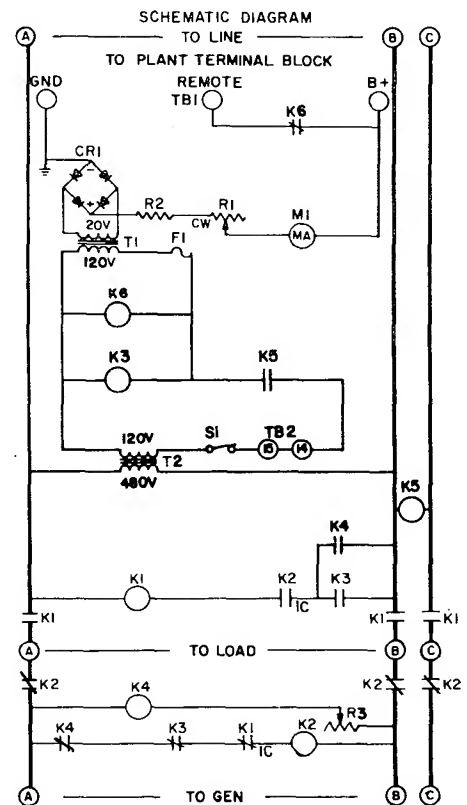 SCHEMATIC DIAGRAM
A TO LINE B C
TO PLANT TERMINAL BLOCK
GND REMOTE B+
TB1
K6
CR1
- +
R2 R1
CW
M1
MA
20V
T1 F1
120V
K6
K3 K5
120V S1 TB2
15 14
T2
480V
K5
K4
K1 K2 K3
IC
K1 K1 K1
A TO LOAD B C
K2 K2 K2
K4
R3
K4 K3 K1 K2
IC
A TO GEN B C